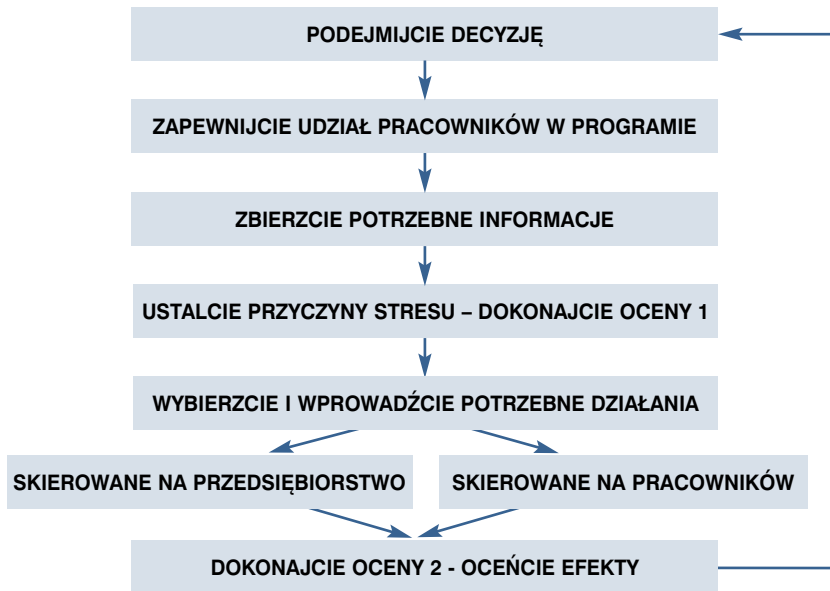 PODEJMIJCIE DECYZJĘ
ZAPEWNIJCIE UDZIAŁ PRACOWNIKÓW W PROGRAMIE
ZBIERZCIE POTRZEBNE INFORMACJE
USTALCIE PRZYCZYNY STRESU – DOKONAJCIE OCENY 1
WYBIERZCIE I WPROWADŹCIE POTRZEBNE DZIAŁANIA
SKIEROWANE NA PRZEDSIĘBIORSTWO
SKIEROWANE NA PRACOWNIKÓW
DOKONAJCIE OCENY 2 - OCEŃCIE EFEKTY